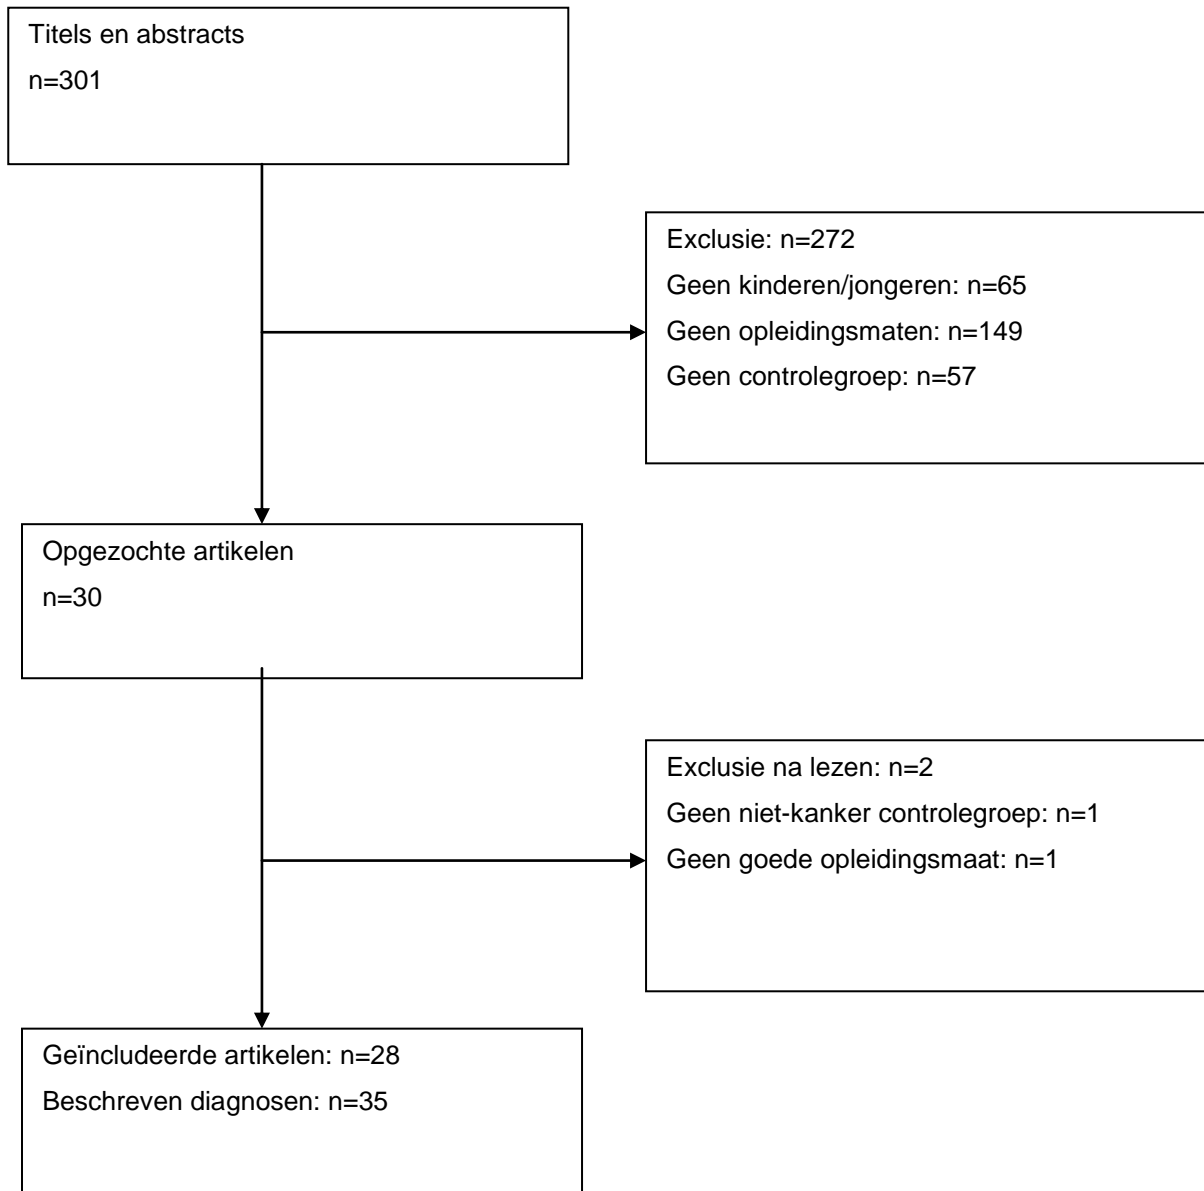 Titels en abstracts
n=301
Exclusie: n=272
Geen kinderen/jongeren: n=65
Geen opleidingsmaten: n=149
Geen controlegroep: n=57
Opgezochte artikelen
n=30
Exclusie na lezen: n=2
Geen niet-kanker controlegroep: n=1
Geen goede opleidingsmaat: n=1
Geïncludeerde artikelen: n=28
Beschreven diagnosen: n=35